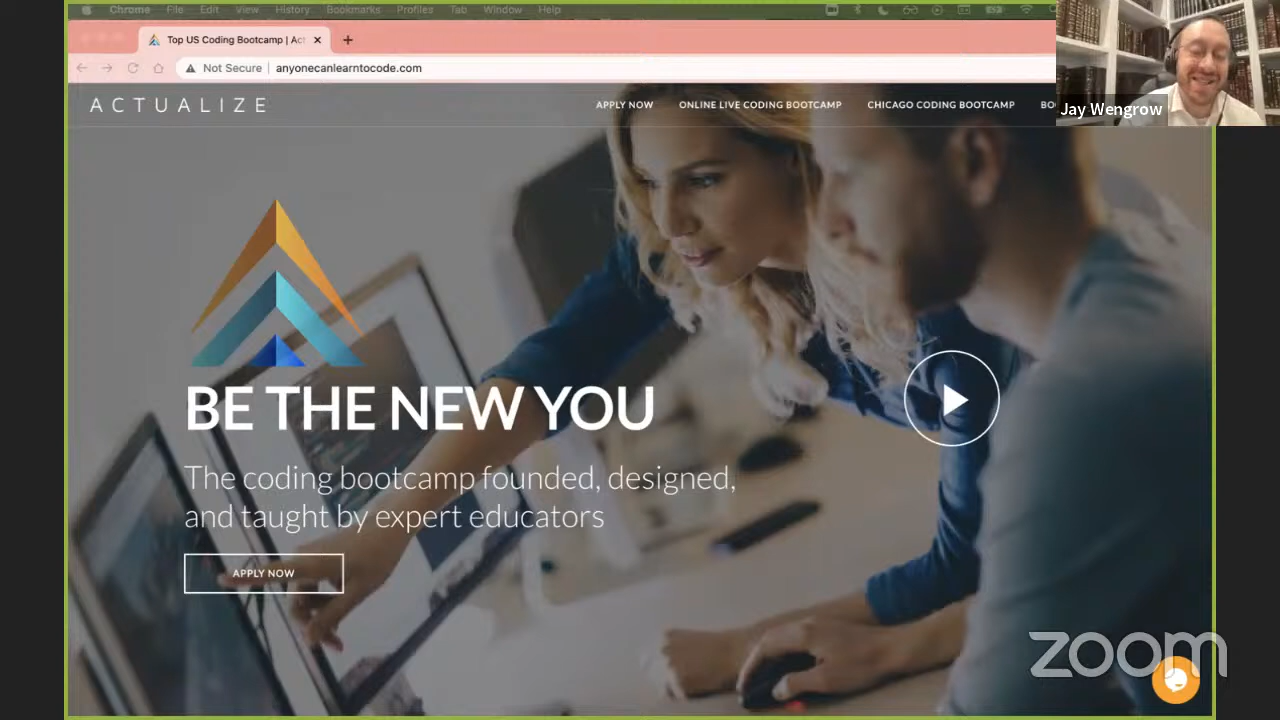 Chrome File Edit View History Bookmarks Profiles Tab Window Help
Top US Coding Bootcamp | Act
Not Secure | anyonecanlearntocode.com
ACTUALIZE
APPLY NOW ONLINE LIVE CODING BOOTCAMP CHICAGO CODING BOOTCAMP BO
Jay Wengrow
BE THE NEW YOU
The coding bootcamp founded, designed,
and taught by expert educators
APPLY NOW
zoom